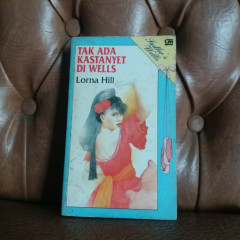 TAK ADA
KASTANYET
DI WELLS
Lorna Hill